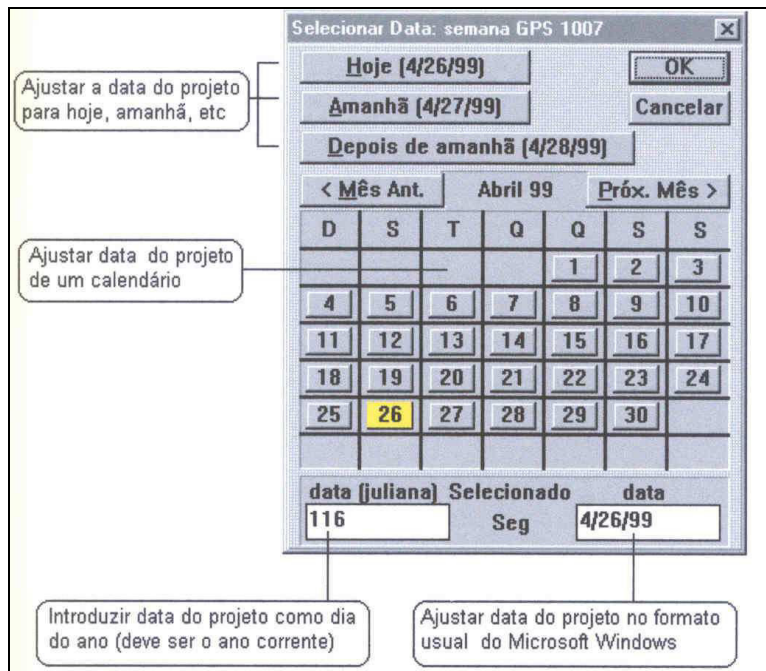 Selecionar Data: semana GPS 1007
Hoje (4/26/99)
OK
Ajustar a data do projeto
para hoje, amanhã, etc
Amanhã (4/27/99)
Cancelar
Depois de amanhã (4/28/99)
< Mês Ant.
Abril 99
Próx. Mês >
D S T Q Q S S
Ajustar data do projeto
de um calendário
1 2 3
4 5 6 7 8 9 10
11 12 13 14 15 16 17
18 19 20 21 22 23 24
25 26 27 28 29 30
data (juliana) Selecionado data
116 Seg 4/26/99
Introduzir data do projeto como dia
do ano (deve ser o ano corrente)
Ajustar data do projeto no formato
usual do Microsoft Windows